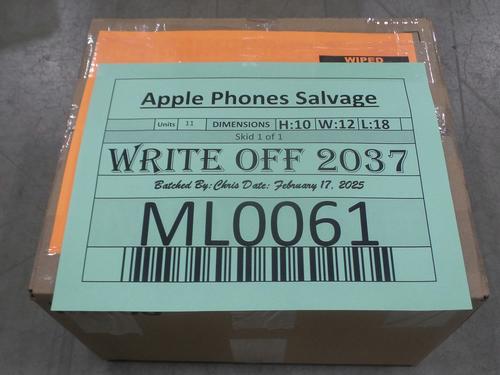 WIPED
Apple Phones Salvage
Units 11 DIMENSIONS H:10 W:12 L:18
Skid 1 of 1
WRITE OFF 2037
Batched By: Chris Date: February 17, 2025
ML0061